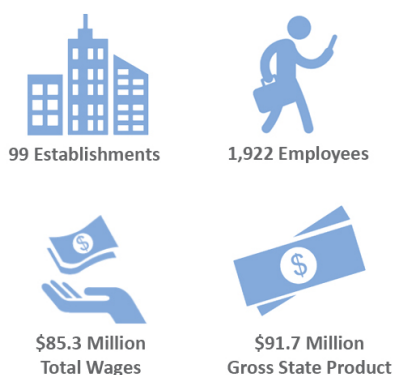 99 Establishments
1,922 Employees
$
$
$85.3 Million
Total Wages
$91.7 Million
Gross State Product